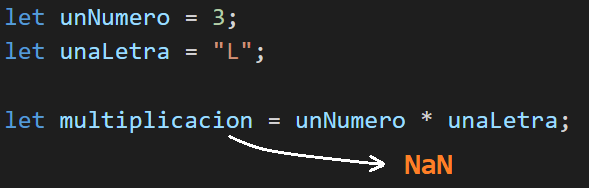 let unNumero = 3;
let unaLetra = "L";
let multiplicacion = unNumero * unaLetra;
NaN